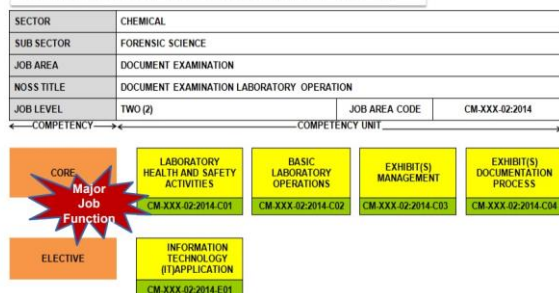 SECTOR CHEMICAL
SUB SECTOR FORENSIC SCIENCE
JOB AREA DOCUMENT EXAMINATION
NOSS TITLE DOCUMENT EXAMINATION LABORATORY OPERATION
JOB LEVEL TWO (2) JOB AREA CODE CM-XXX-02:2014
COMPETENCY COMPETENCY UNIT
CORE
Major
Job
Function
LABORATORY
HEALTH AND SAFETY
ACTIVITIES
CM-XXX-02:2014-C01
BASIC
LABORATORY
OPERATIONS
CM-XXX-02:2014-C02
EXHIBIT(S)
MANAGEMENT
CM-XXX-02:2014-C03
EXHIBIT(S)
DOCUMENTATION
PROCESS
CM-XXX-02:2014-C04
ELECTIVE
INFORMATION
TECHNOLOGY
(IT)APPLICATION
CM-XXX-02:2014-E01